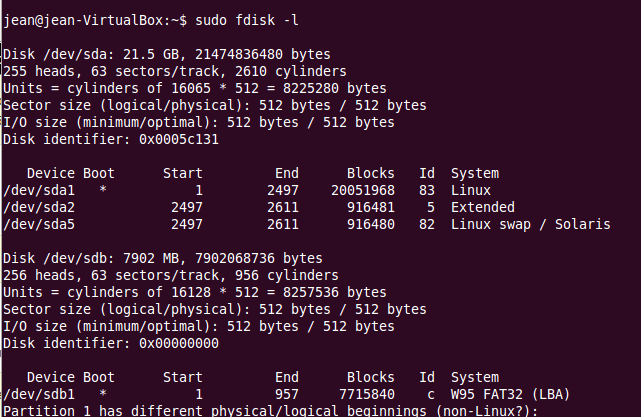 jean@jean-VirtualBox:~$ sudo fdisk -l
Disk /dev/sda: 21.5 GB, 21474836480 bytes
255 heads, 63 sectors/track, 2610 cylinders
Units = cylinders of 16065 * 512 = 8225280 bytes
Sector size (logical/physical): 512 bytes / 512 bytes
I/O size (minimum/optimal): 512 bytes / 512 bytes
Disk identifier: 0x0005c131
Device Boot Start End Blocks Id System
/dev/sda1 * 1 2497 20051968 83 Linux
/dev/sda2 2497 2611 916481 5 Extended
/dev/sda5 2497 2611 916480 82 Linux swap / Solaris
Disk /dev/sdb: 7902 MB, 7902068736 bytes
256 heads, 63 sectors/track, 956 cylinders
Units = cylinders of 16128 * 512 = 8257536 bytes
Sector size (logical/physical): 512 bytes / 512 bytes
I/O size (minimum/optimal): 512 bytes / 512 bytes
Disk identifier: 0x00000000
Device Boot Start End Blocks Id System
/dev/sdb1 * 1 957 7715840 c W95 FAT32 (LBA)
Partition 1 has different physical/logical beginnings (non-Linux?):